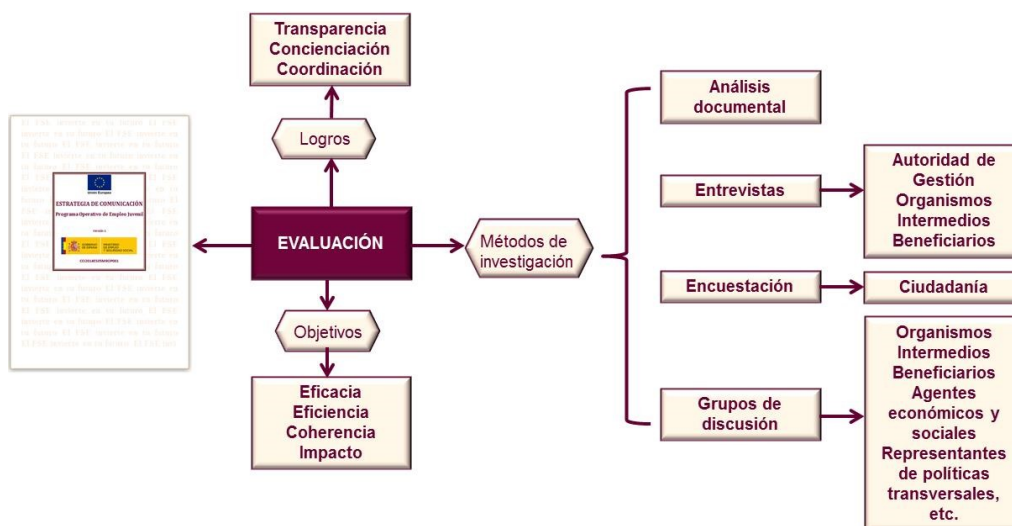 Transparencia
Concienciación
Coordinación
Logros
EVALUACIÓN
Objetivos
Eficacia
Eficiencia
Coherencia
Impacto
ESTRATEGIA DE COMUNICACIÓN
Programa Operativo de Empleo Juvenil
Métodos de
investigación
Análisis
documental
Entrevistas
Autoridad de
Gestión
Organismos
Intermedios
Beneficiarios
Encuestación
Ciudadanía
Grupos de
discusión
Organismos
Intermedios
Beneficiarios
Agentes
económicos y
sociales
Representantes
de políticas
transversales,
etc.